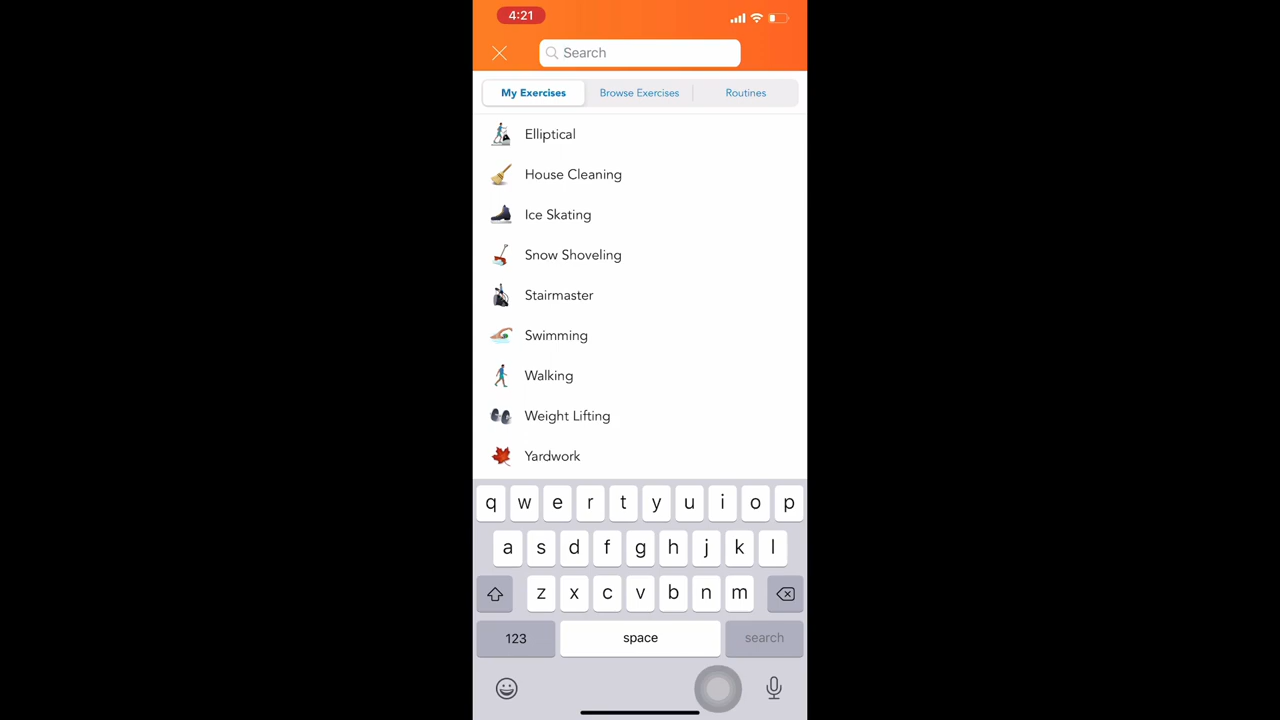 4:21
Search
My Exercises Browse Exercises Routines
Elliptical
House Cleaning
Ice Skating
Snow Shoveling
Stairmaster
Swimming
Walking
Weight Lifting
Yardwork
q w e r t y u i o p
a s d f g h j k l
z x c v b n m
123 space search